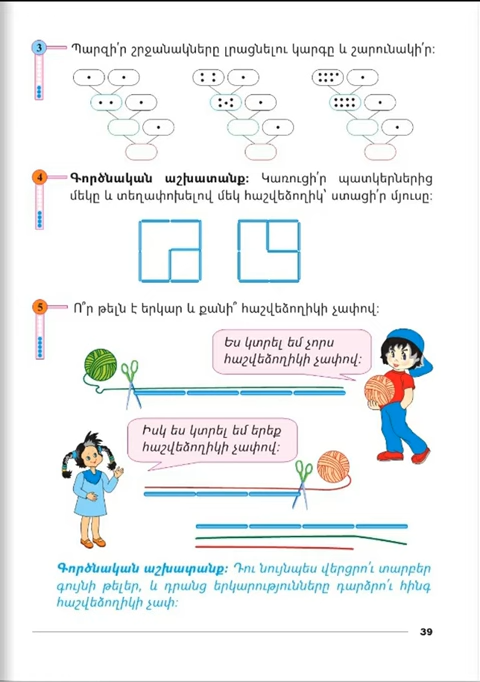 3 Պարզի՛ր շրջանակները լրացնելու կարգը և շարունակի՛ր:
4 Գործնական աշխատանք: Կառուցի՛ր պատկերներից
մեկը և տեղափոխելով մեկ հաշվեձողիկ՝ ստացի՛ր մյուսը:
5 Ո՞ր թելն է երկար և քանի՞ հաշվեձողիկի չափով:
Ես կտրել եմ չորս
հաշվեձողիկի չափով:
Իսկ ես կտրել եմ երեք
հաշվեձողիկի չափով:
Գործնական աշխատանք: Դու նույնպես վերցրո՛ւ տարբեր
գույնի թելեր, և դրանց երկարությունները դարձրո՛ւ հինգ
հաշվեձողիկի չափ:
39